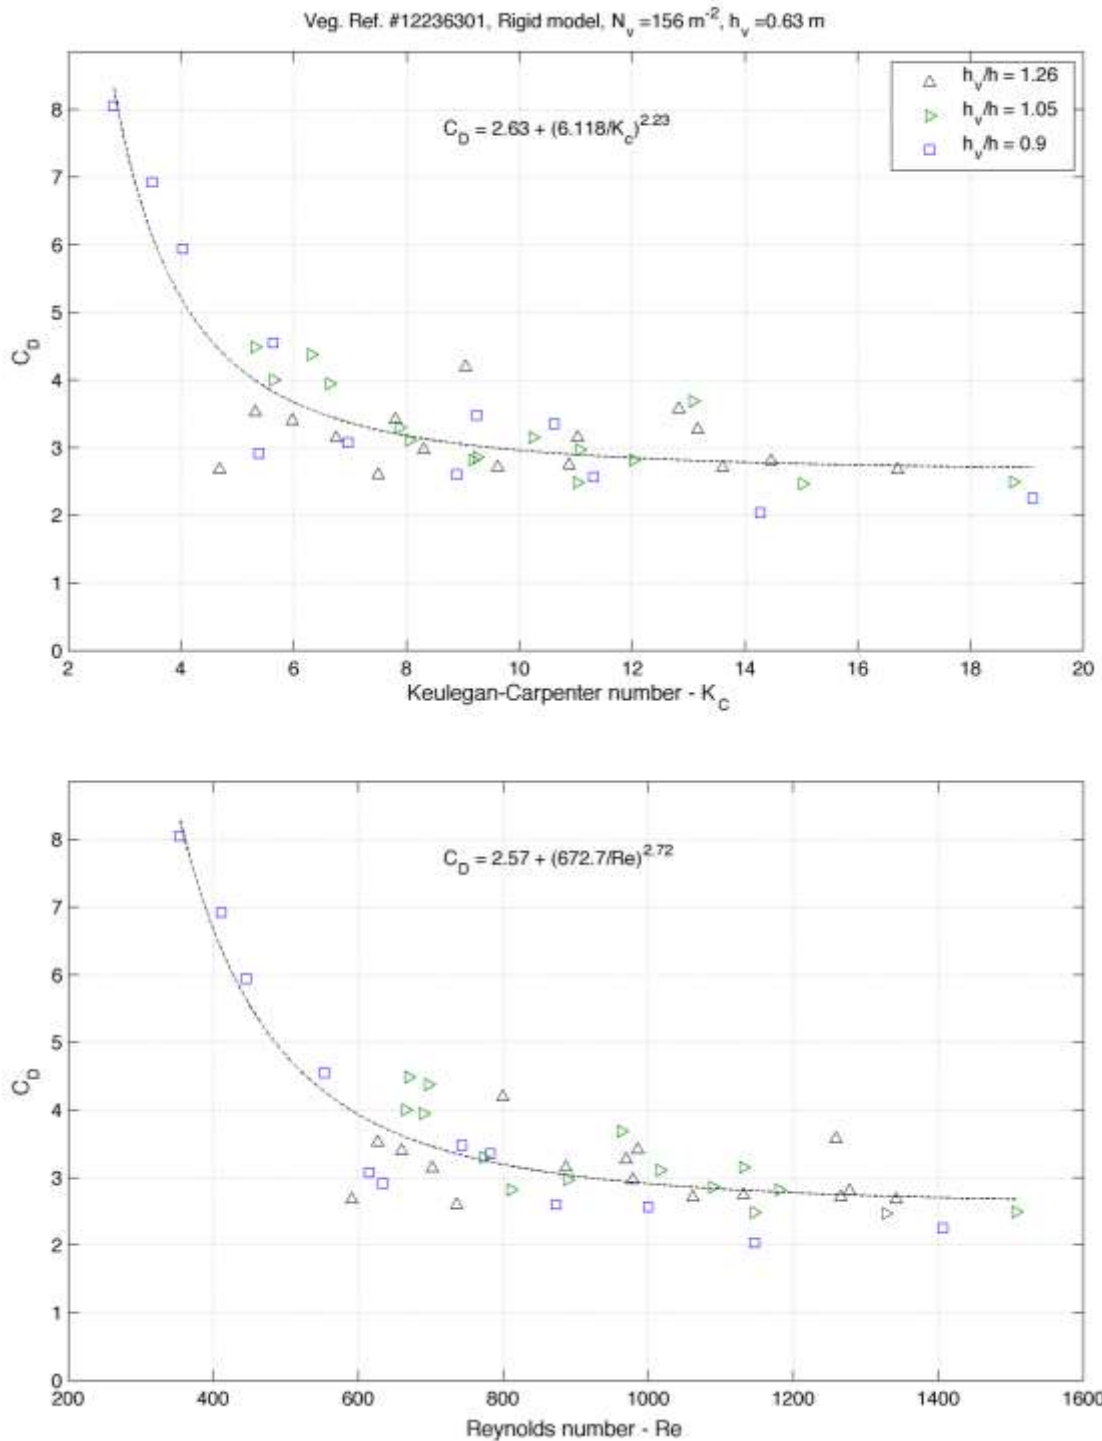 Veg. Ref. #12236301, Rigid model, N_v =156 m^-2, h_v =0.63 m
h_v/h = 1.26
h_v/h = 1.05
h_v/h = 0.9
C_D = 2.63 + (6.118/K_c)^2.23
8
7
6
5
4
3
2
1
0
C_D
2 4 6 8 10 12 14 16 18 20
Keulegan-Carpenter number - K_C
C_D = 2.57 + (672.7/Re)^2.72
8
7
6
5
4
3
2
1
0
C_D
200 400 600 800 1000 1200 1400 1600
Reynolds number - Re